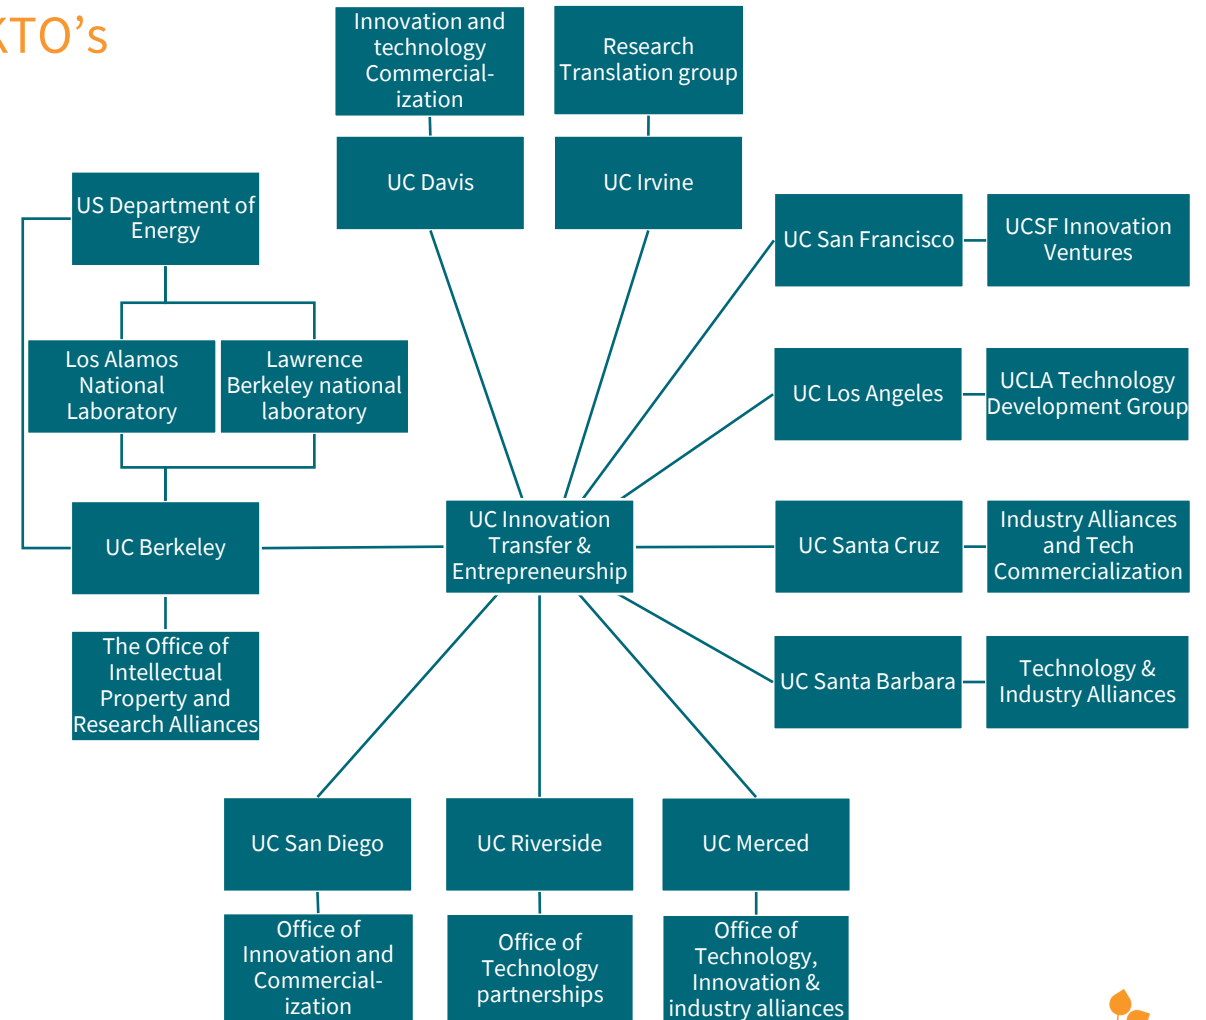 KTO's
Innovation and
technology
Commercial-
ization
Research
Translation group
UC Davis
UC Irvine
US Department of
Energy
UC San Francisco
UCSF Innovation
Ventures
Los Alamos
National
Laboratory
Lawrence
Berkeley national
laboratory
UC Los Angeles
UCLA Technology
Development Group
UC Berkeley
UC Innovation
Transfer &
Entrepreneurship
UC Santa Cruz
Industry Alliances
and Tech
Commercialization
The Office of
Intellectual
Property and
Research Alliances
UC Santa Barbara
Technology &
Industry Alliances
UC San Diego
UC Riverside
UC Merced
Office of
Innovation and
Commercial-
ization
Office of
Technology
partnerships
Office of
Technology,
Innovation &
industry alliances